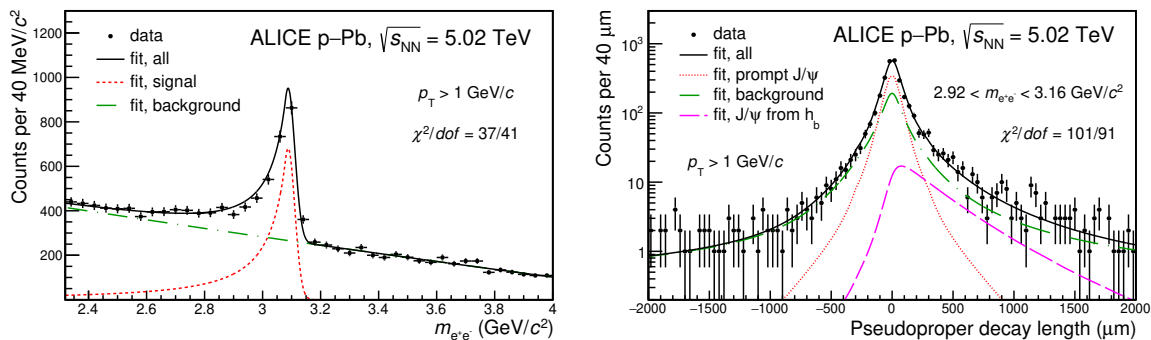 ALICE p–Pb, √sNN = 5.02 TeV
data
fit, all
fit, signal
fit, background
pT > 1 GeV/c
χ2/dof = 37/41
Counts per 40 MeV/c2
1200
1000
800
600
400
200
2.4 2.6 2.8 3 3.2 3.4 3.6 3.8 4
me+e- (GeV/c2)
ALICE p–Pb, √sNN = 5.02 TeV
data
fit, all
fit, prompt J/ψ
fit, background
fit, J/ψ from hb
2.92 < me+e- < 3.16 GeV/c2
χ2/dof = 101/91
pT > 1 GeV/c
Counts per 40 μm
103
102
10
1
−2000 −1500 −1000 −500 0 500 1000 1500 2000
Pseudoproper decay length (μm)